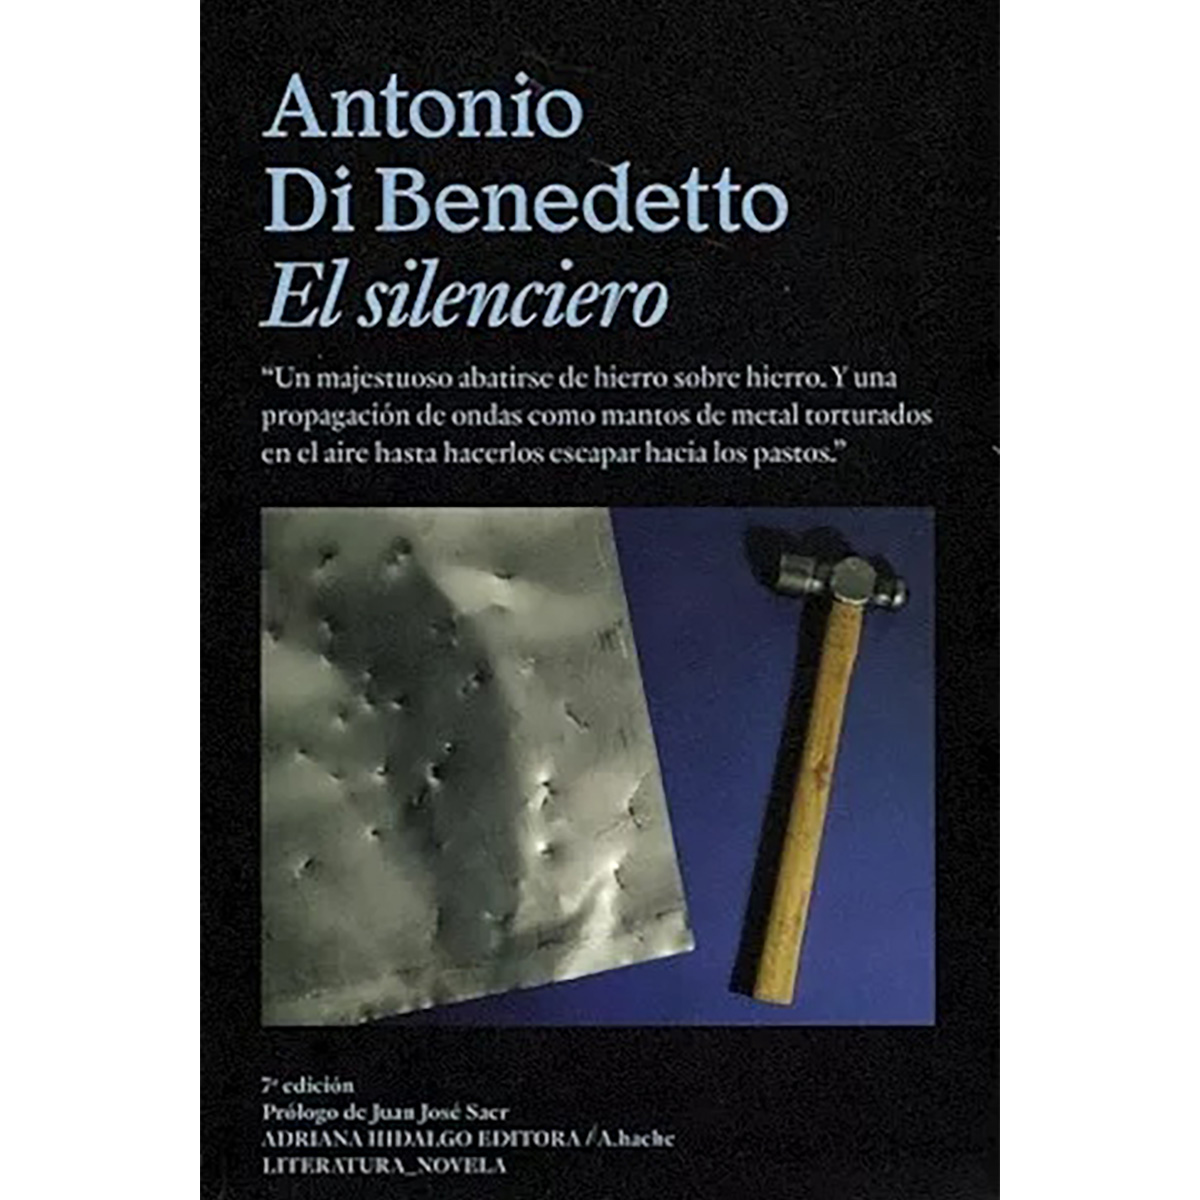 Antonio
Di Benedetto
El silenciero
“Un majestuoso abatirse de hierro sobre hierro. Y una
propagación de ondas como mantos de metal torturados
en el aire hasta hacerlos escapar hacia los pastos.”
7ª edición
Prólogo de Juan José Saer
ADRIANA HIDALGO EDITORA / A.hache
LITERATURA_NOVELA